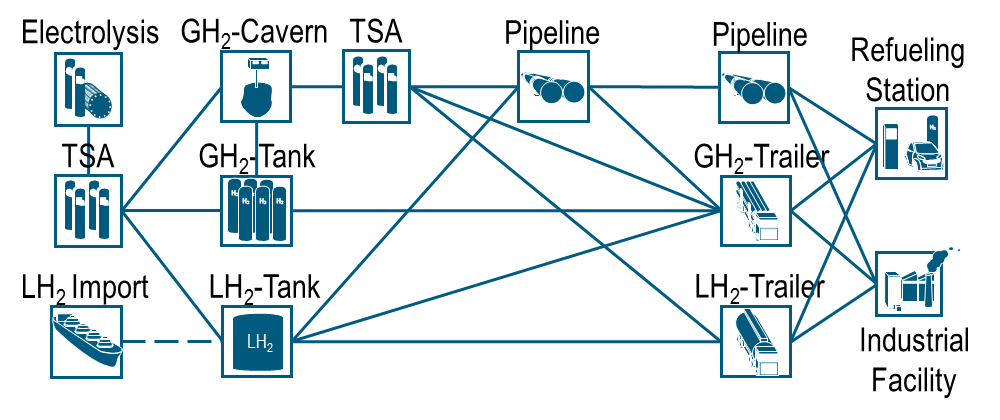 Electrolysis
GH₂-Cavern
TSA
Pipeline
Pipeline
Refueling
Station
TSA
GH₂-Tank
GH₂-Trailer
LH₂ Import
LH₂-Tank
LH₂
LH₂-Trailer
Industrial
Facility